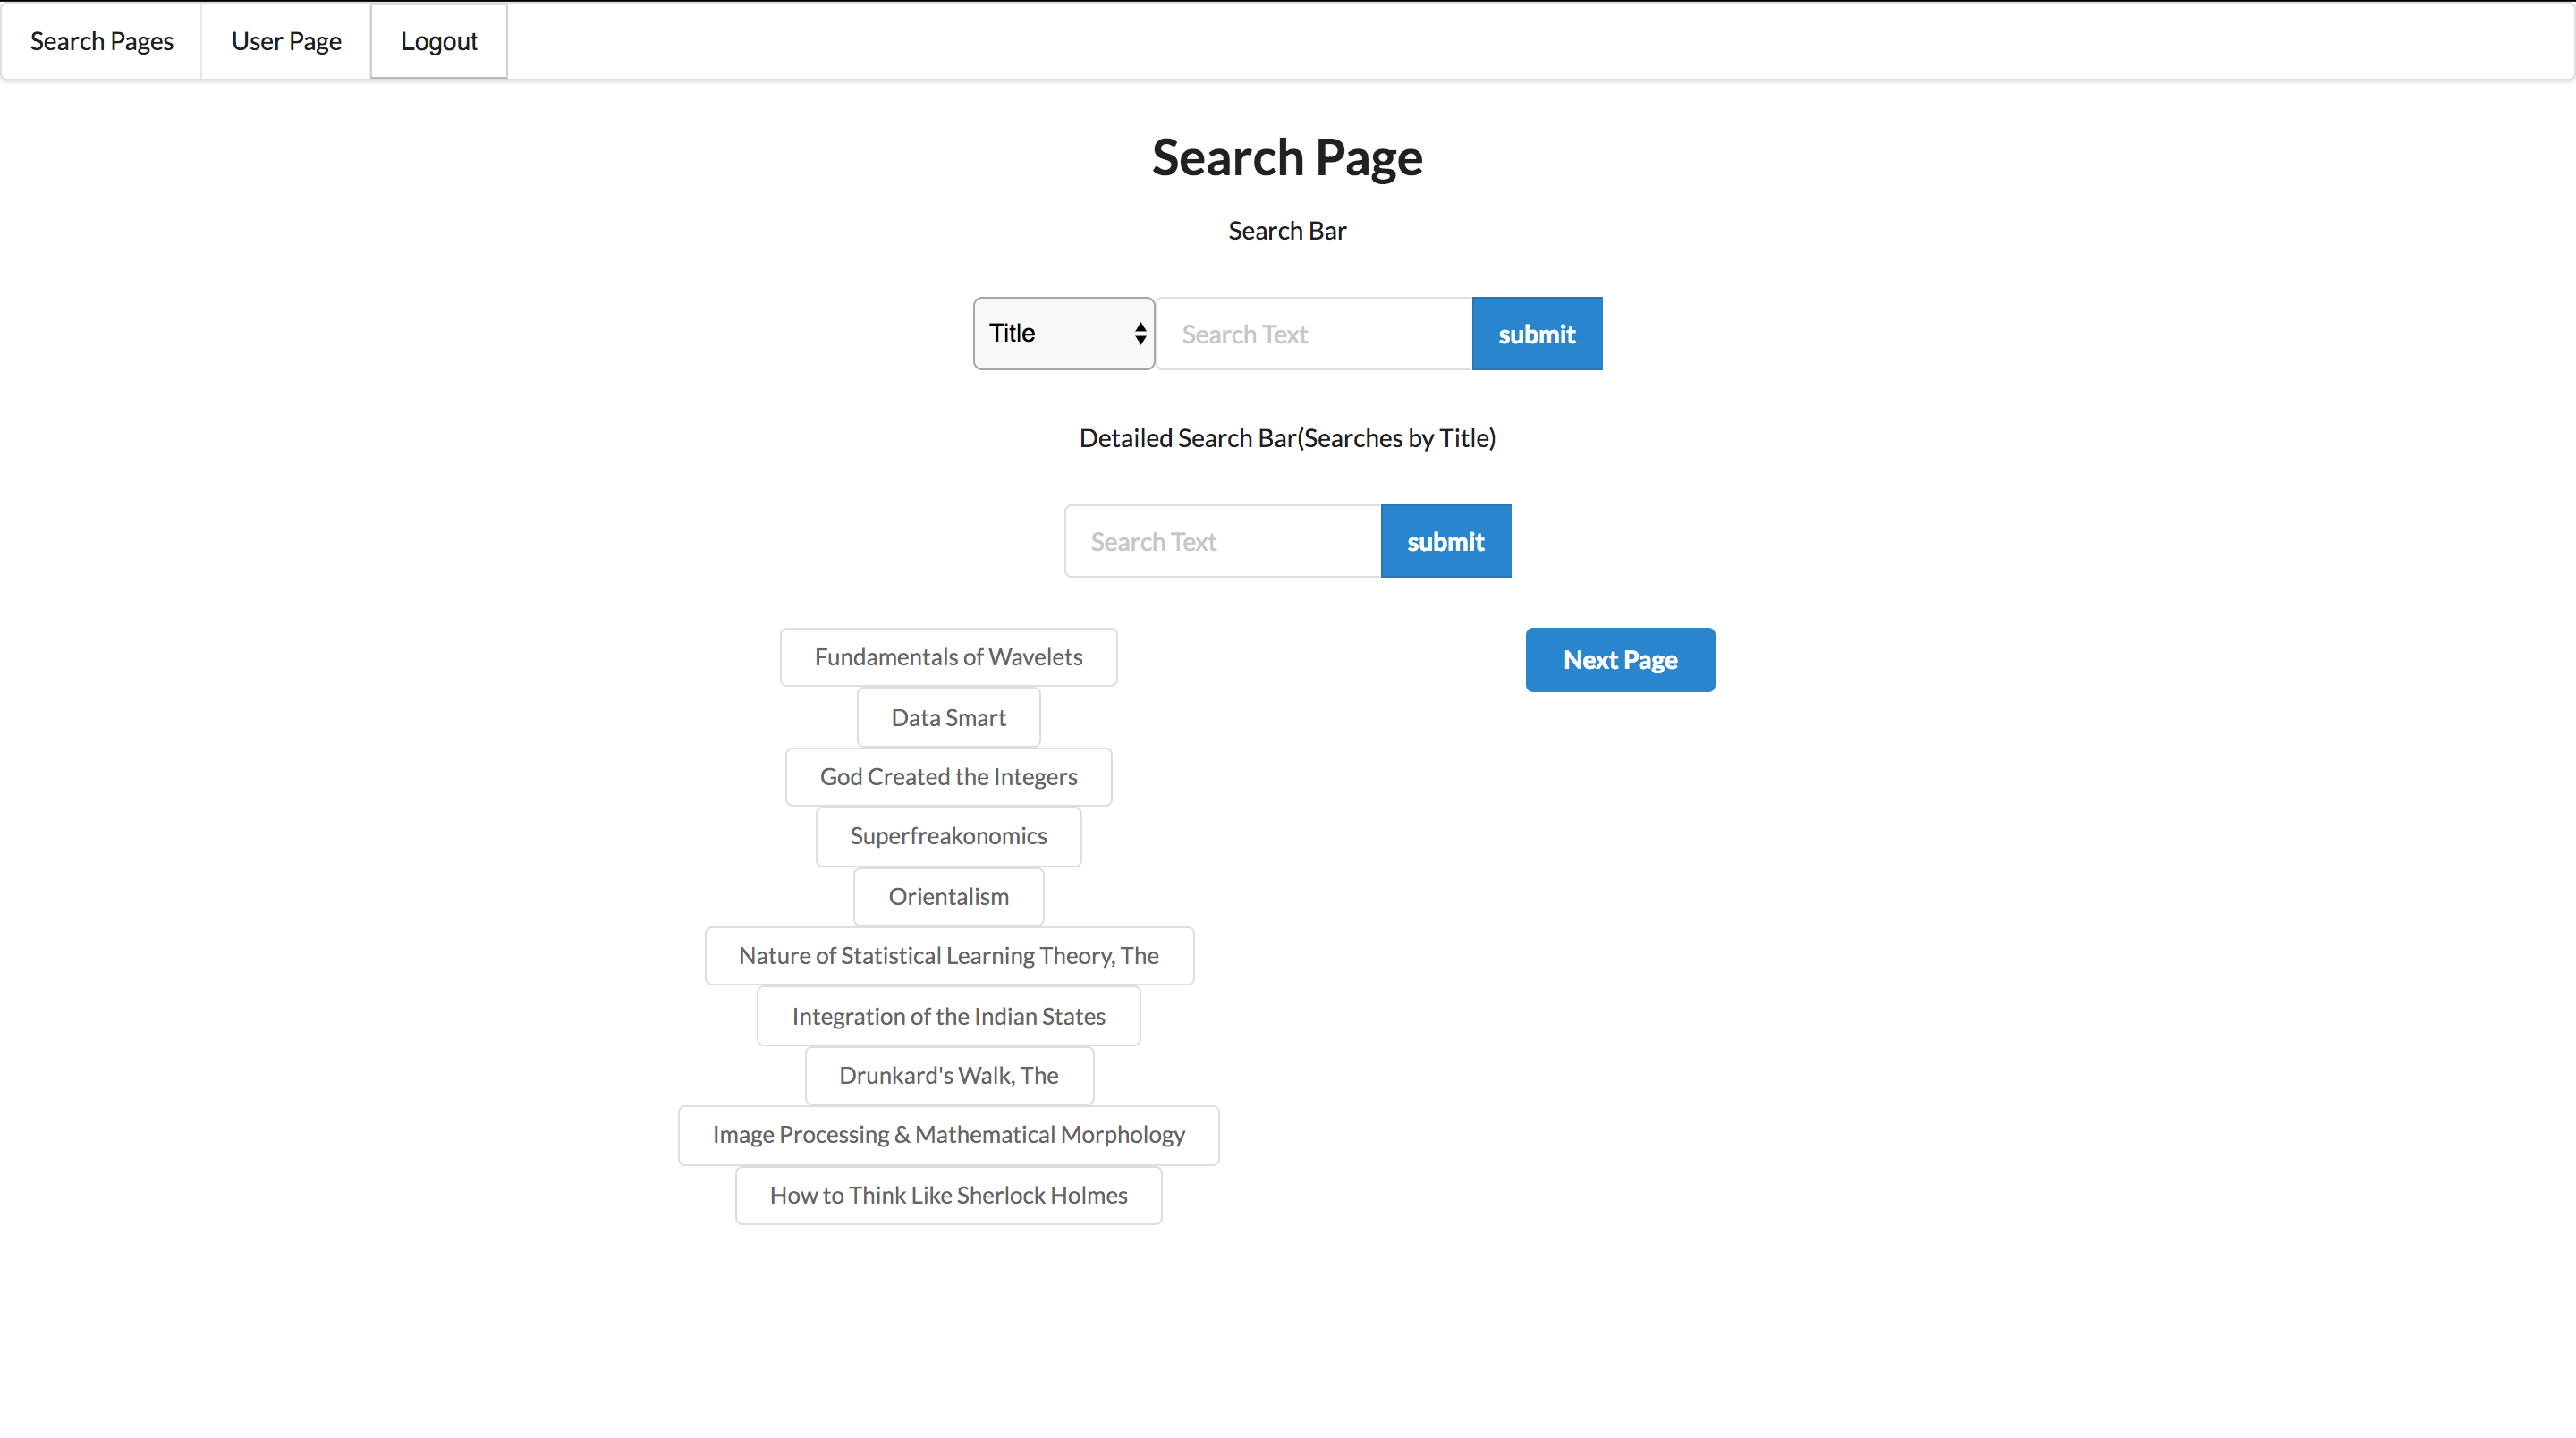 Search Pages User Page Logout
Search Page
Search Bar
Title Search Text submit
Detailed Search Bar(Searches by Title)
Search Text submit
Fundamentals of Wavelets Next Page
Data Smart
God Created the Integers
Superfreakonomics
Orientalism
Nature of Statistical Learning Theory, The
Integration of the Indian States
Drunkard's Walk, The
Image Processing & Mathematical Morphology
How to Think Like Sherlock Holmes